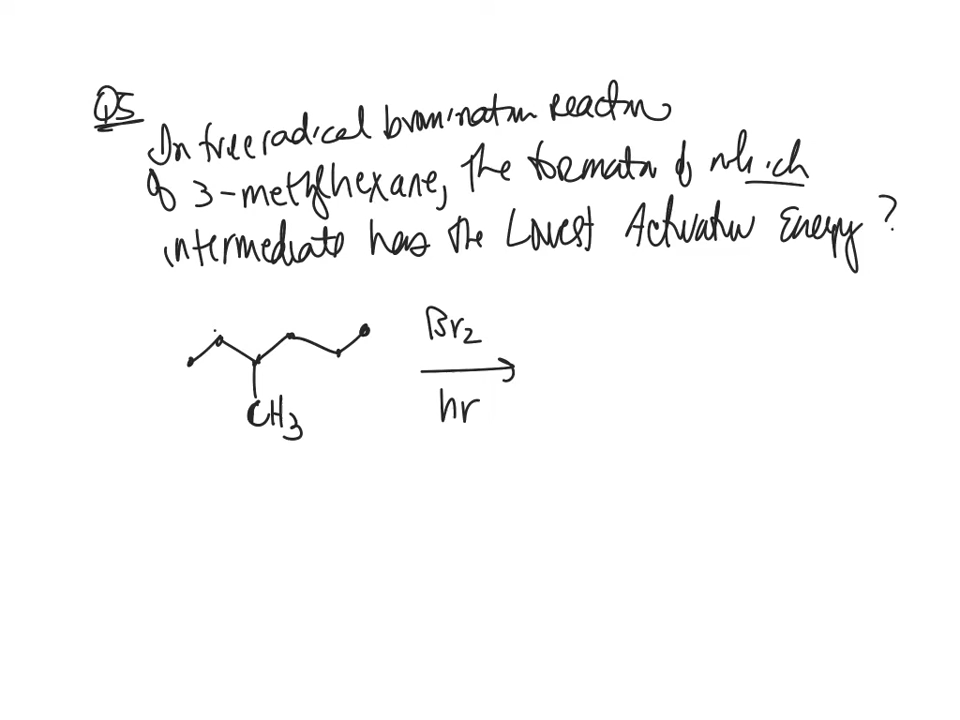 Q5
In free radical bromination reaction
of 3-methylhexane, the formation of which
intermediate has the Lowest Activation Energy?
Br2
hr
CH3